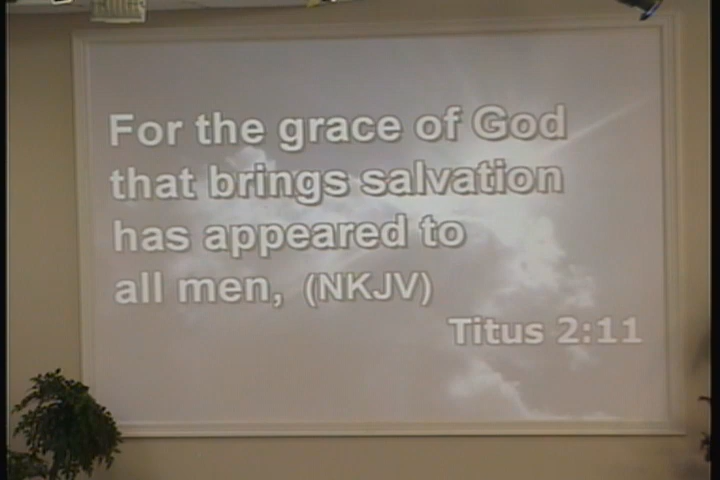 For the grace of God
that brings salvation
has appeared to
all men, (NKJV)
Titus 2:11